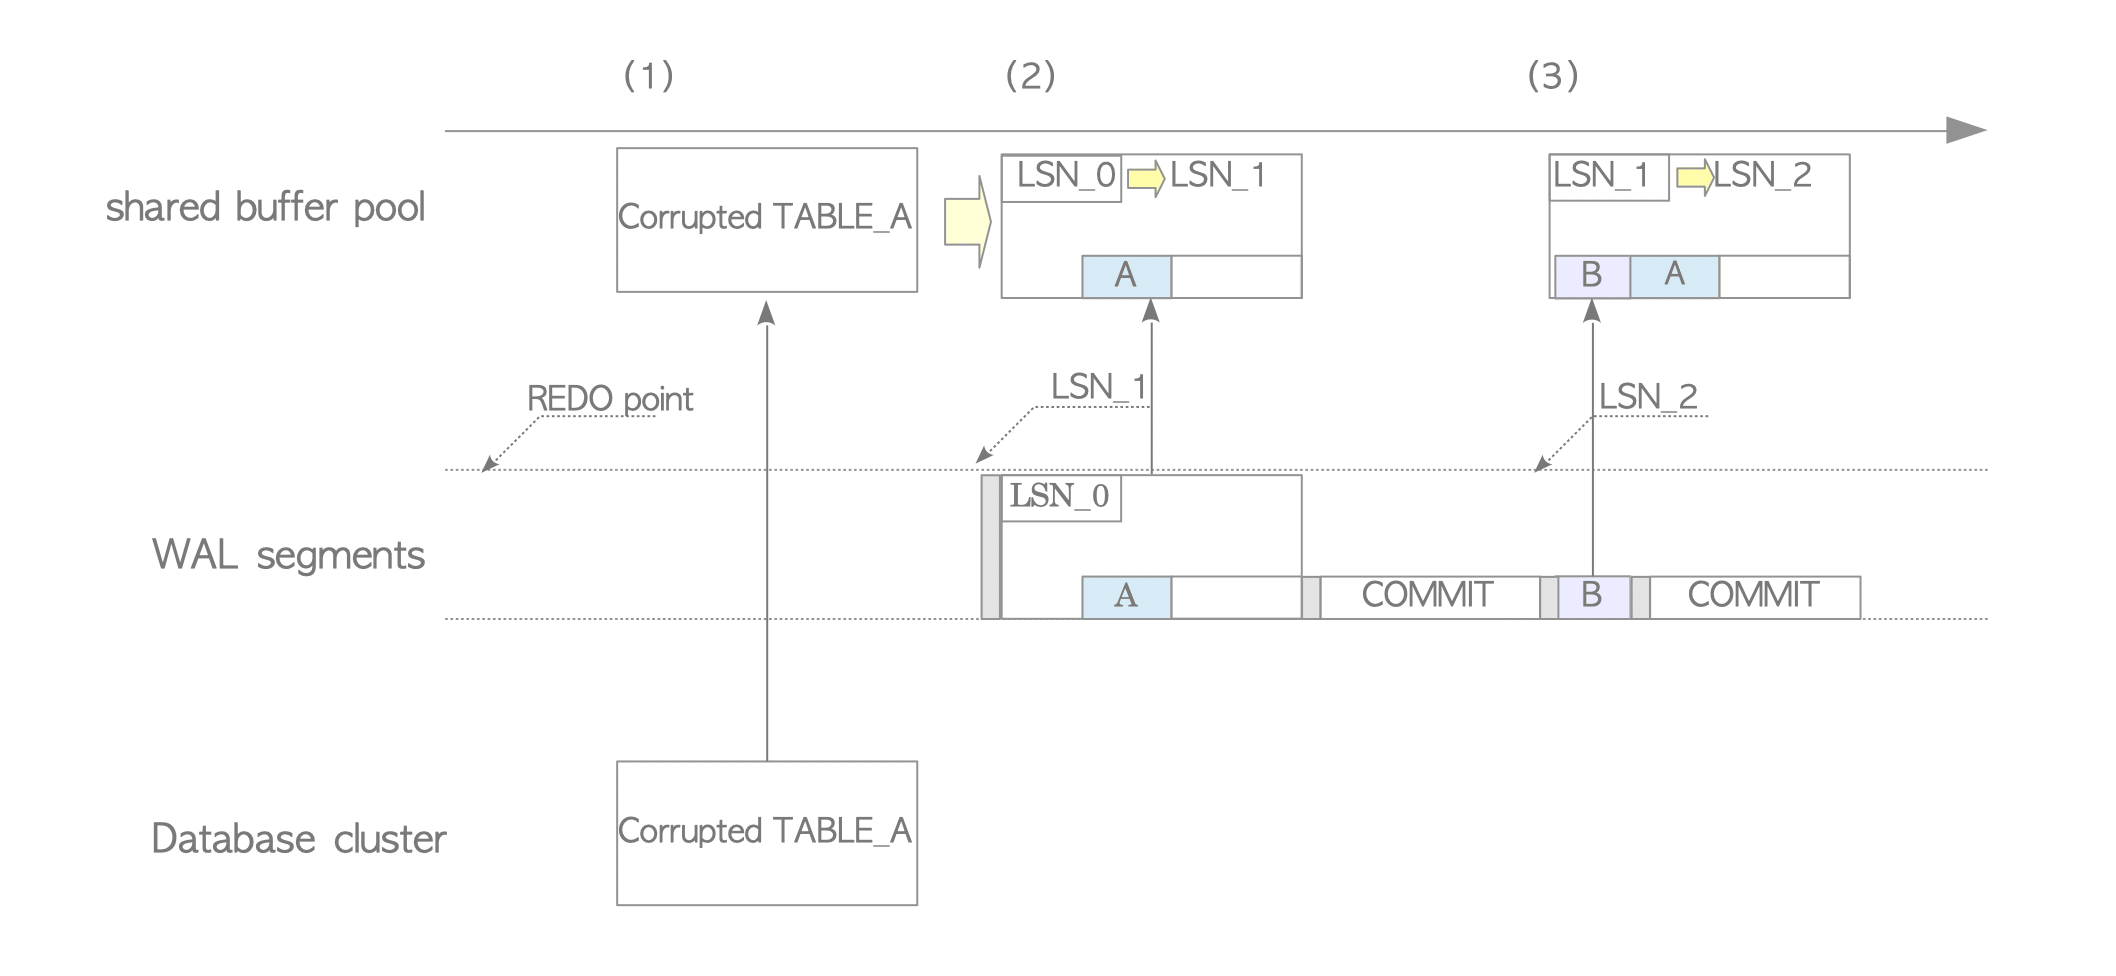 (1)
(2)
(3)
shared buffer pool
Corrupted TABLE_A
LSN_0
LSN_1
A
LSN_1
LSN_2
B
A
REDO point
LSN_1
LSN_2
WAL segments
LSN_0
A
COMMIT
B
COMMIT
Database cluster
Corrupted TABLE_A